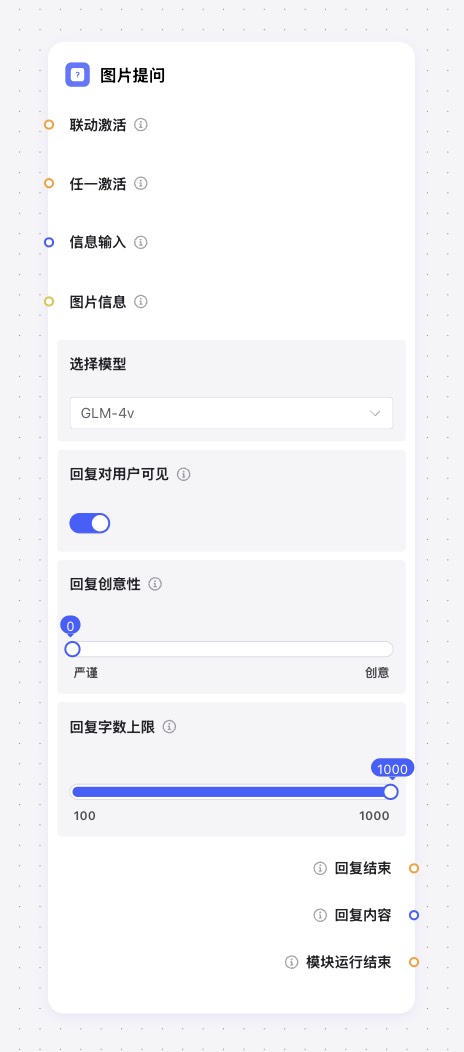 图片提问
联动激活
任一激活
信息输入
图片信息
选择模型
GLM-4v
回复对用户可见
回复创意性
0
严谨 创意
回复字数上限
1000
100 1000
回复结束
回复内容
模块运行结束